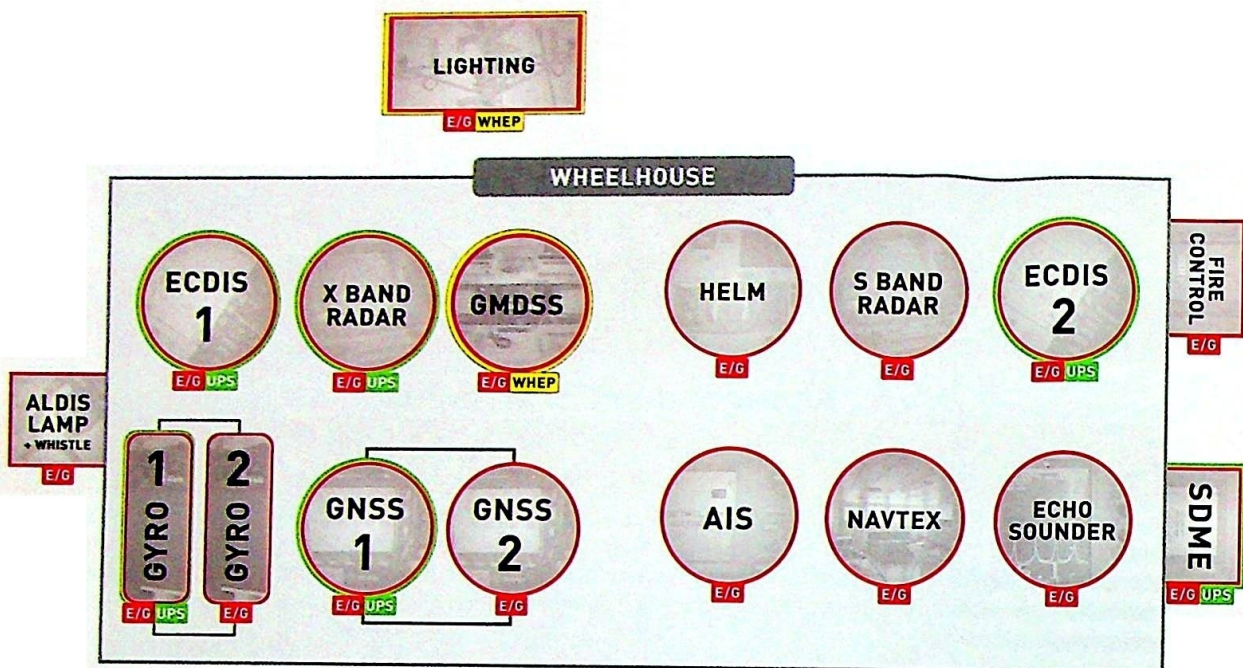 LIGHTING
E/G WHEP
WHEELHOUSE
ECDIS
1
E/G UPS
X BAND
RADAR
E/G UPS
GMDSS
E/G WHEP
HELM
E/G
S BAND
RADAR
E/G
ECDIS
2
E/G UPS
FIRE
CONTROL
E/G
ALDIS
LAMP
+ WHISTLE
E/G
GYRO 1
E/G UPS
GYRO 2
E/G
GNSS
1
E/G UPS
GNSS
2
E/G
AIS
E/G
NAVTEX
E/G
ECHO
SOUNDER
E/G
SDME
E/G UPS